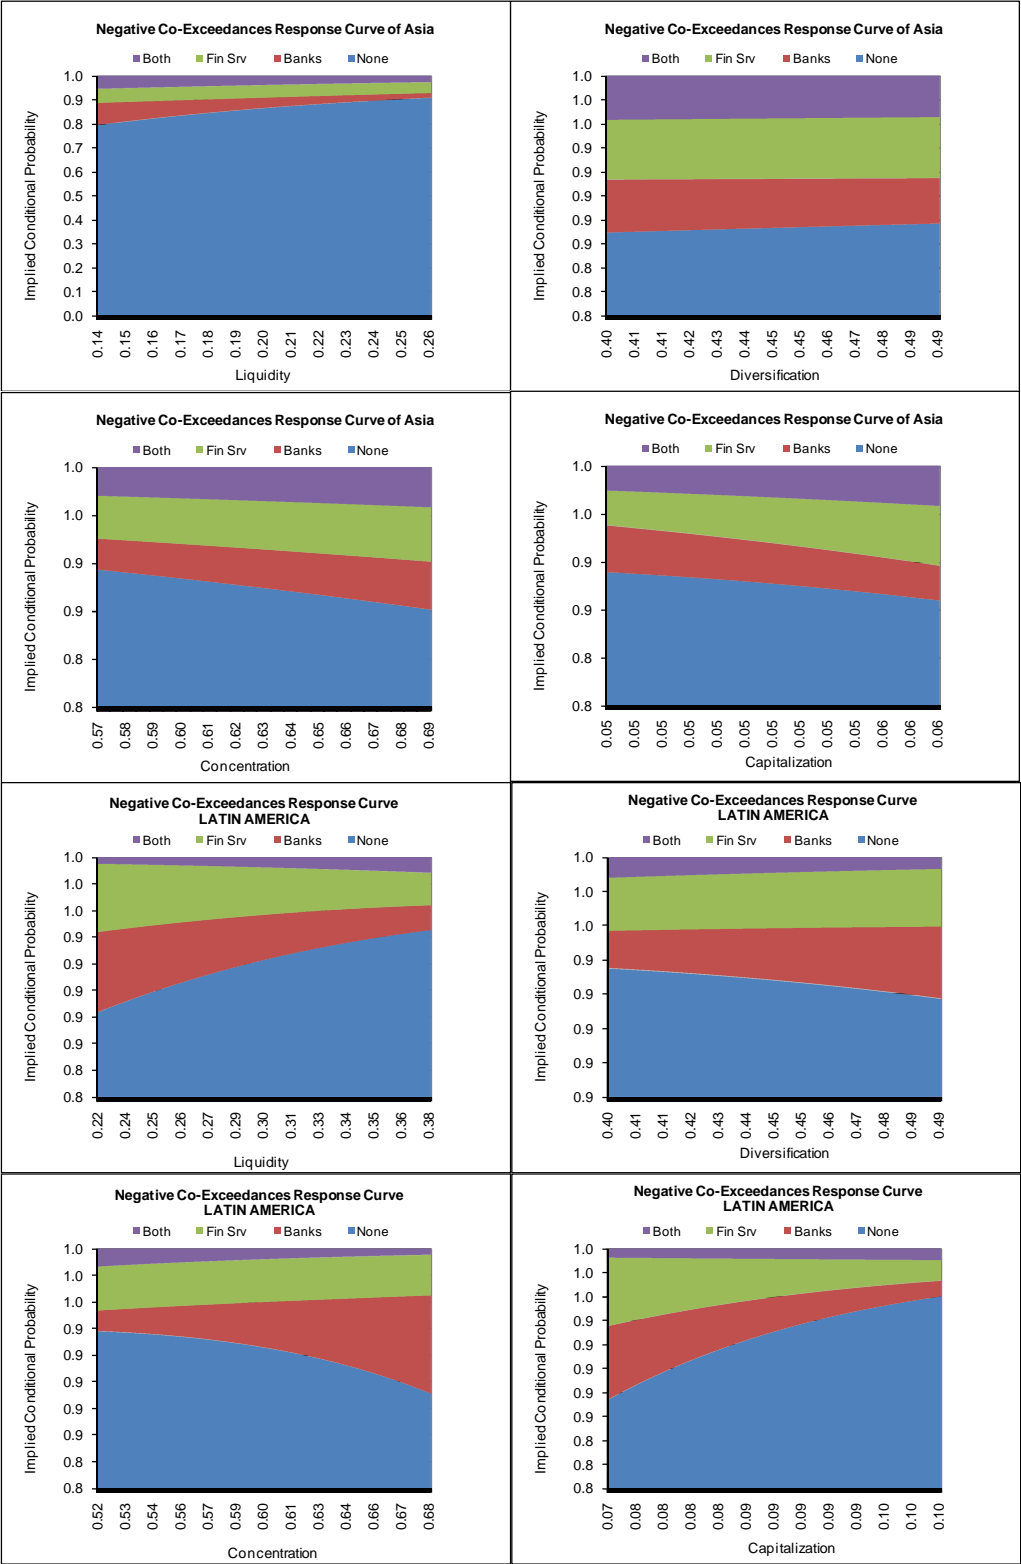 Negative Co-Exceedances Response Curve of Asia
Both Fin Srv Banks None
Implied Conditional Probability
1.0
0.9
0.8
0.7
0.6
0.5
0.4
0.3
0.2
0.1
0.0
0.14 0.15 0.16 0.17 0.18 0.19 0.20 0.21 0.22 0.23 0.24 0.25 0.26
Liquidity
Negative Co-Exceedances Response Curve of Asia
Both Fin Srv Banks None
Implied Conditional Probability
1.0
1.0
1.0
0.9
0.9
0.9
0.9
0.9
0.8
0.8
0.8
0.40 0.41 0.41 0.42 0.43 0.44 0.45 0.45 0.46 0.47 0.48 0.49 0.49
Diversification
Negative Co-Exceedances Response Curve of Asia
Both Fin Srv Banks None
Implied Conditional Probability
1.0
1.0
0.9
0.9
0.8
0.8
0.57 0.58 0.59 0.60 0.61 0.62 0.63 0.64 0.65 0.66 0.67 0.68 0.69
Concentration
Negative Co-Exceedances Response Curve of Asia
Both Fin Srv Banks None
Implied Conditional Probability
1.0
1.0
0.9
0.9
0.8
0.8
0.05 0.05 0.05 0.05 0.05 0.05 0.05 0.05 0.05 0.05 0.06 0.06 0.06
Capitalization
Negative Co-Exceedances Response Curve
LATIN AMERICA
Both Fin Srv Banks None
Implied Conditional Probability
1.0
1.0
1.0
0.9
0.9
0.9
0.9
0.9
0.8
0.8
0.22 0.24 0.25 0.26 0.27 0.29 0.30 0.31 0.33 0.34 0.35 0.36 0.38
Liquidity
Negative Co-Exceedances Response Curve
LATIN AMERICA
Both Fin Srv Banks None
Implied Conditional Probability
1.0
1.0
1.0
0.9
0.9
0.9
0.9
0.9
0.40 0.41 0.41 0.42 0.43 0.44 0.45 0.46 0.46 0.47 0.48 0.49 0.49
Diversification
Negative Co-Exceedances Response Curve
LATIN AMERICA
Both Fin Srv Banks None
Implied Conditional Probability
1.0
1.0
1.0
0.9
0.9
0.9
0.9
0.9
0.8
0.8
0.52 0.53 0.54 0.56 0.57 0.59 0.60 0.61 0.63 0.64 0.66 0.67 0.68
Concentration
Negative Co-Exceedances Response Curve
LATIN AMERICA
Both Fin Srv Banks None
Implied Conditional Probability
1.0
1.0
1.0
0.9
0.9
0.9
0.9
0.9
0.8
0.8
0.8
0.07 0.08 0.08 0.08 0.08 0.09 0.09 0.09 0.09 0.09 0.10 0.10 0.10
Capitalization